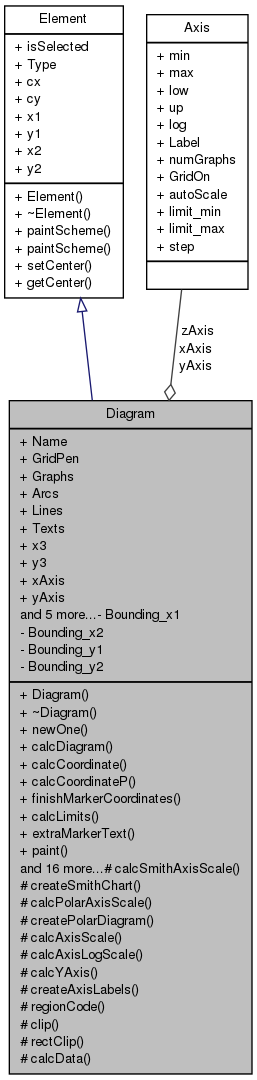 Element
+ isSelected
+ Type
+ cx
+ cy
+ x1
+ y1
+ x2
+ y2
+ Element()
+ ~Element()
+ paintScheme()
+ paintScheme()
+ setCenter()
+ getCenter()
Axis
+ min
+ max
+ low
+ up
+ log
+ Label
+ numGraphs
+ GridOn
+ autoScale
+ limit_min
+ limit_max
+ step
zAxis
xAxis
yAxis
Diagram
+ Name
+ GridPen
+ Graphs
+ Arcs
+ Lines
+ Texts
+ x3
+ y3
+ xAxis
+ yAxis
and 5 more...- Bounding_x1
- Bounding_x2
- Bounding_y1
- Bounding_y2
+ Diagram()
+ ~Diagram()
+ newOne()
+ calcDiagram()
+ calcCoordinate()
+ calcCoordinateP()
+ finishMarkerCoordinates()
+ calcLimits()
+ extraMarkerText()
+ paint()
and 16 more...# calcSmithAxisScale()
# createSmithChart()
# calcPolarAxisScale()
# createPolarDiagram()
# calcAxisScale()
# calcAxisLogScale()
# calcYAxis()
# createAxisLabels()
# regionCode()
# clip()
# rectClip()
# calcData()